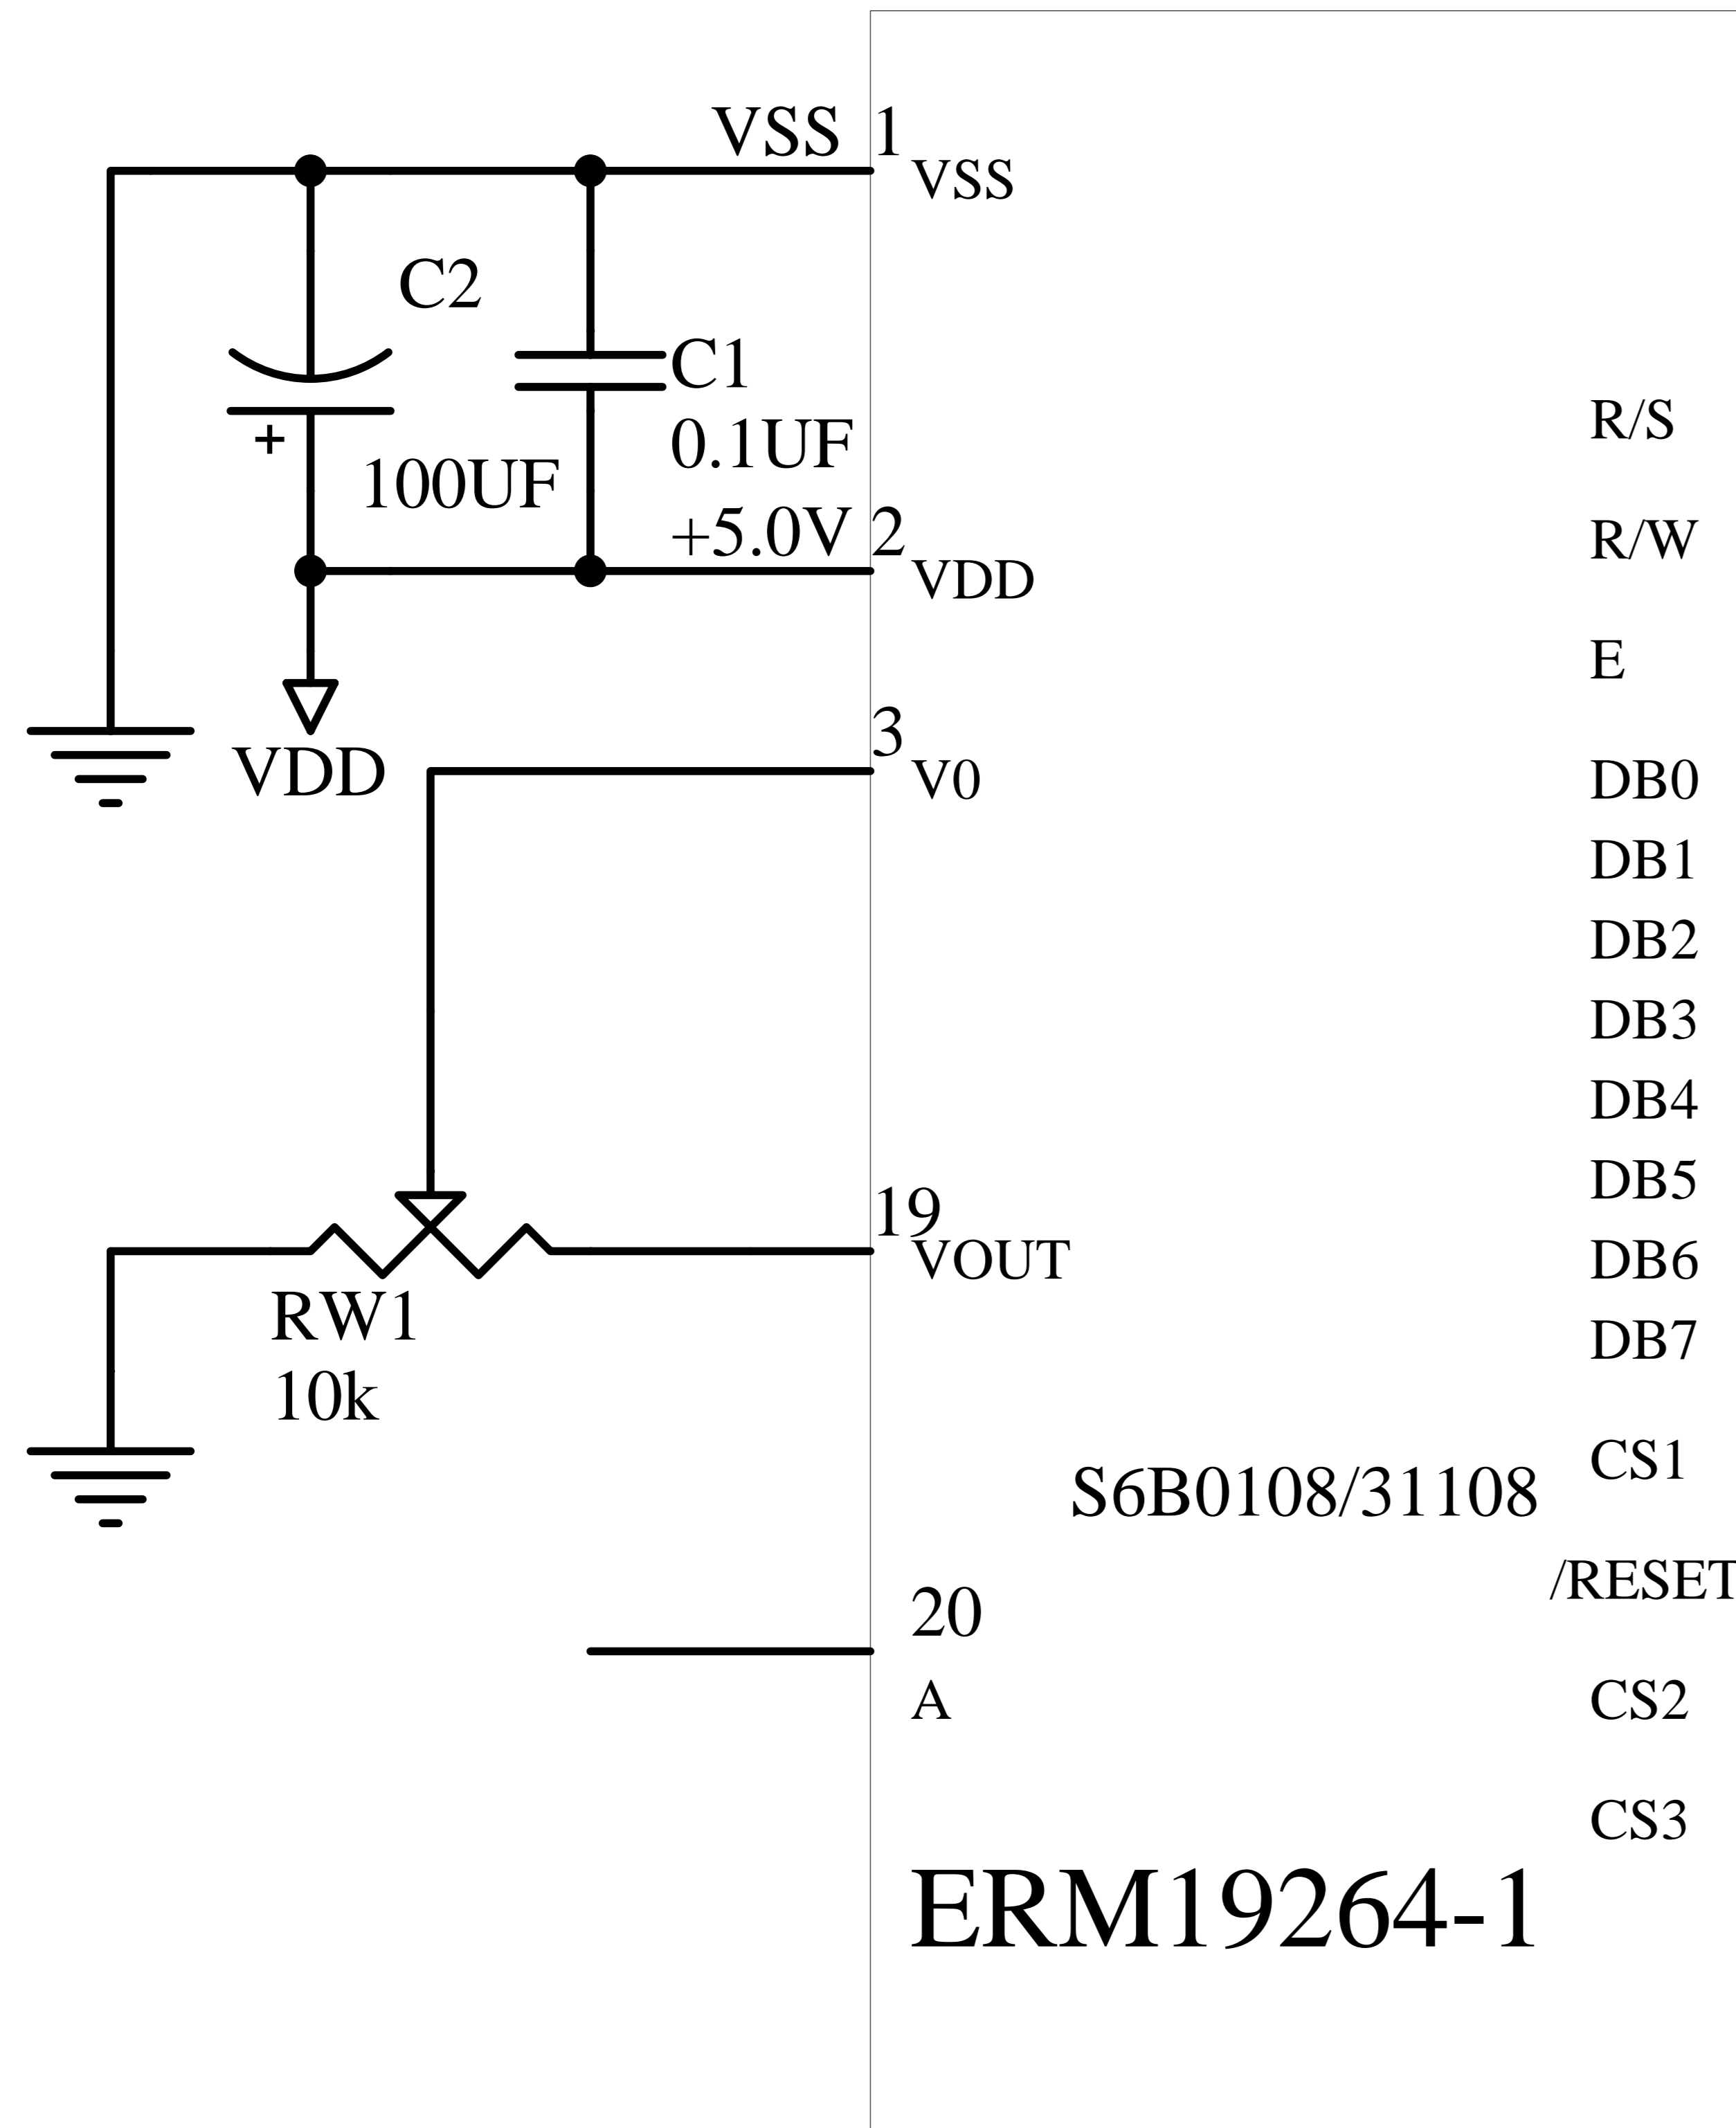 VSS 1
VSS
C2
C1
0.1UF
R/S
100UF
+5.0V 2
R/W
VDD
E
3
VDD
V0
DB0
DB1
DB2
DB3
DB4
DB5
19
VOUT
DB6
RW1
DB7
10k
CS1
S6B0108/31108
/RESET
20
A
CS2
CS3
ERM19264-1